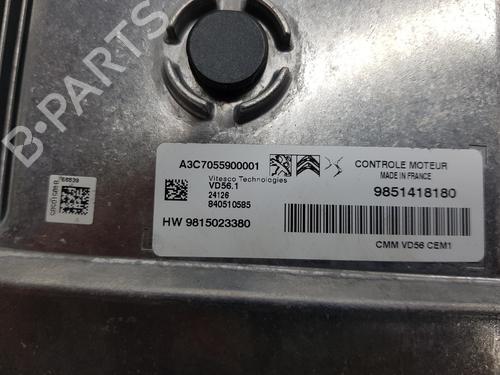 A3C7055900001
Vitesco Technologies
VD56.1
24126
840510585
HW 9815023380
CONTROLE MOTEUR
MADE IN FRANCE
9851418180
CMM VD56 CEM1
66839
B-PARTS